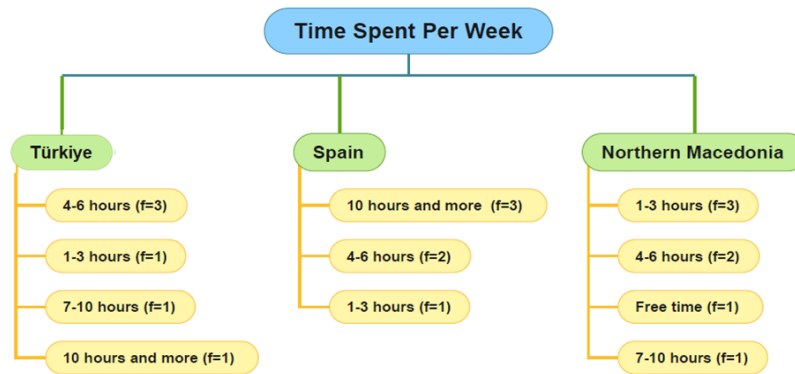 Time Spent Per Week
Türkiye
4-6 hours (f=3)
1-3 hours (f=1)
7-10 hours (f=1)
10 hours and more (f=1)
Spain
10 hours and more (f=3)
4-6 hours (f=2)
1-3 hours (f=1)
Northern Macedonia
1-3 hours (f=3)
4-6 hours (f=2)
Free time (f=1)
7-10 hours (f=1)